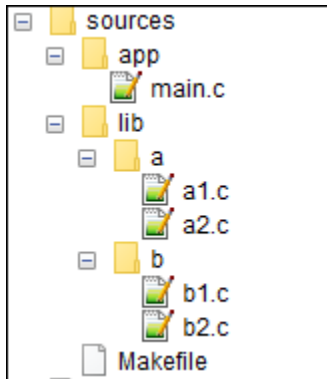 sources
app
main.c
lib
a
a1.c
a2.c
b
b1.c
b2.c
Makefile